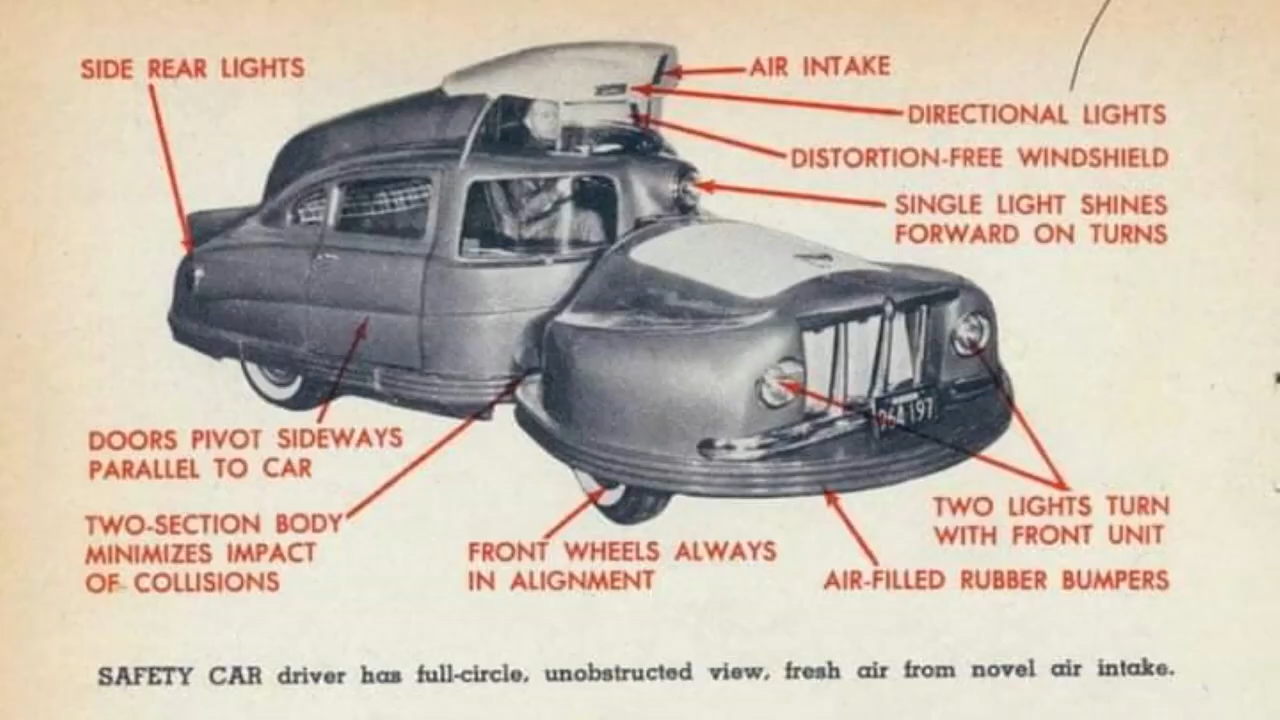 SIDE REAR LIGHTS
AIR INTAKE
DIRECTIONAL LIGHTS
DISTORTION-FREE WINDSHIELD
SINGLE LIGHT SHINES
FORWARD ON TURNS
DOORS PIVOT SIDEWAYS
PARALLEL TO CAR
TWO-SECTION BODY
MINIMIZES IMPACT
OF COLLISIONS
FRONT WHEELS ALWAYS
IN ALIGNMENT
TWO LIGHTS TURN
WITH FRONT UNIT
AIR-FILLED RUBBER BUMPERS
SAFETY CAR driver has full-circle, unobstructed view, fresh air from novel air intake.